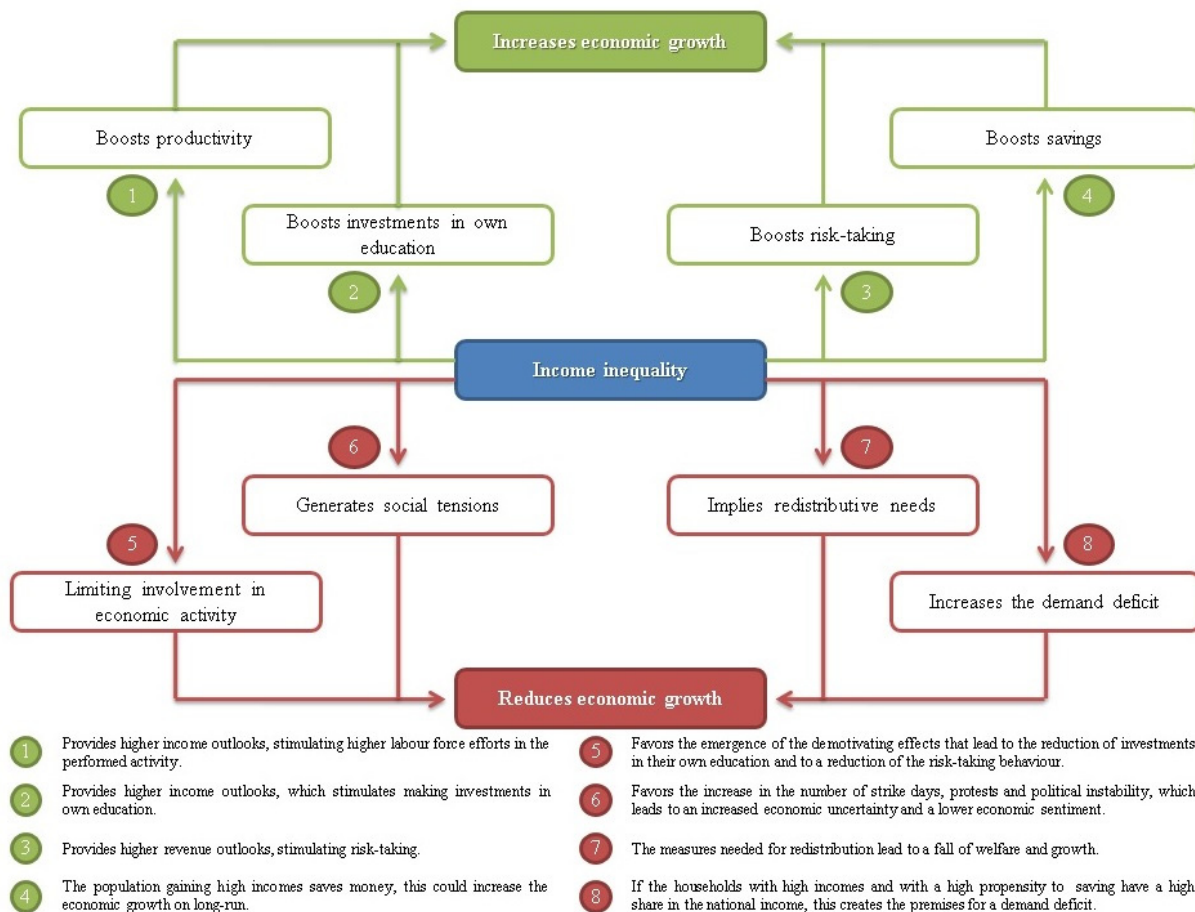 Increases economic growth
Boosts productivity
Boosts savings
1
4
Boosts investments in own
education
Boosts risk-taking
2
3
Income inequality
6
7
Generates social tensions
Implies redistributive needs
5
8
Limiting involvement in
economic activity
Increases the demand deficit
Reduces economic growth
1
Provides higher income outlooks, stimulating higher labour force efforts in the
performed activity.
2
Provides higher income outlooks, which stimulates making investments in
own education.
3
Provides higher revenue outlooks, stimulating risk-taking.
4
The population gaining high incomes saves money, this could increase the
economic growth on long-run.
5
Favors the emergence of the demotivating effects that lead to the reduction of investments
in their own education and to a reduction of the risk-taking behaviour.
6
Favors the increase in the number of strike days, protests and political instability, which
leads to an increased economic uncertainty and a lower economic sentiment.
7
The measures needed for redistribution lead to a fall of welfare and growth.
8
If the households with high incomes and with a high propensity to saving have a high
share in the national income, this creates the premises for a demand deficit.